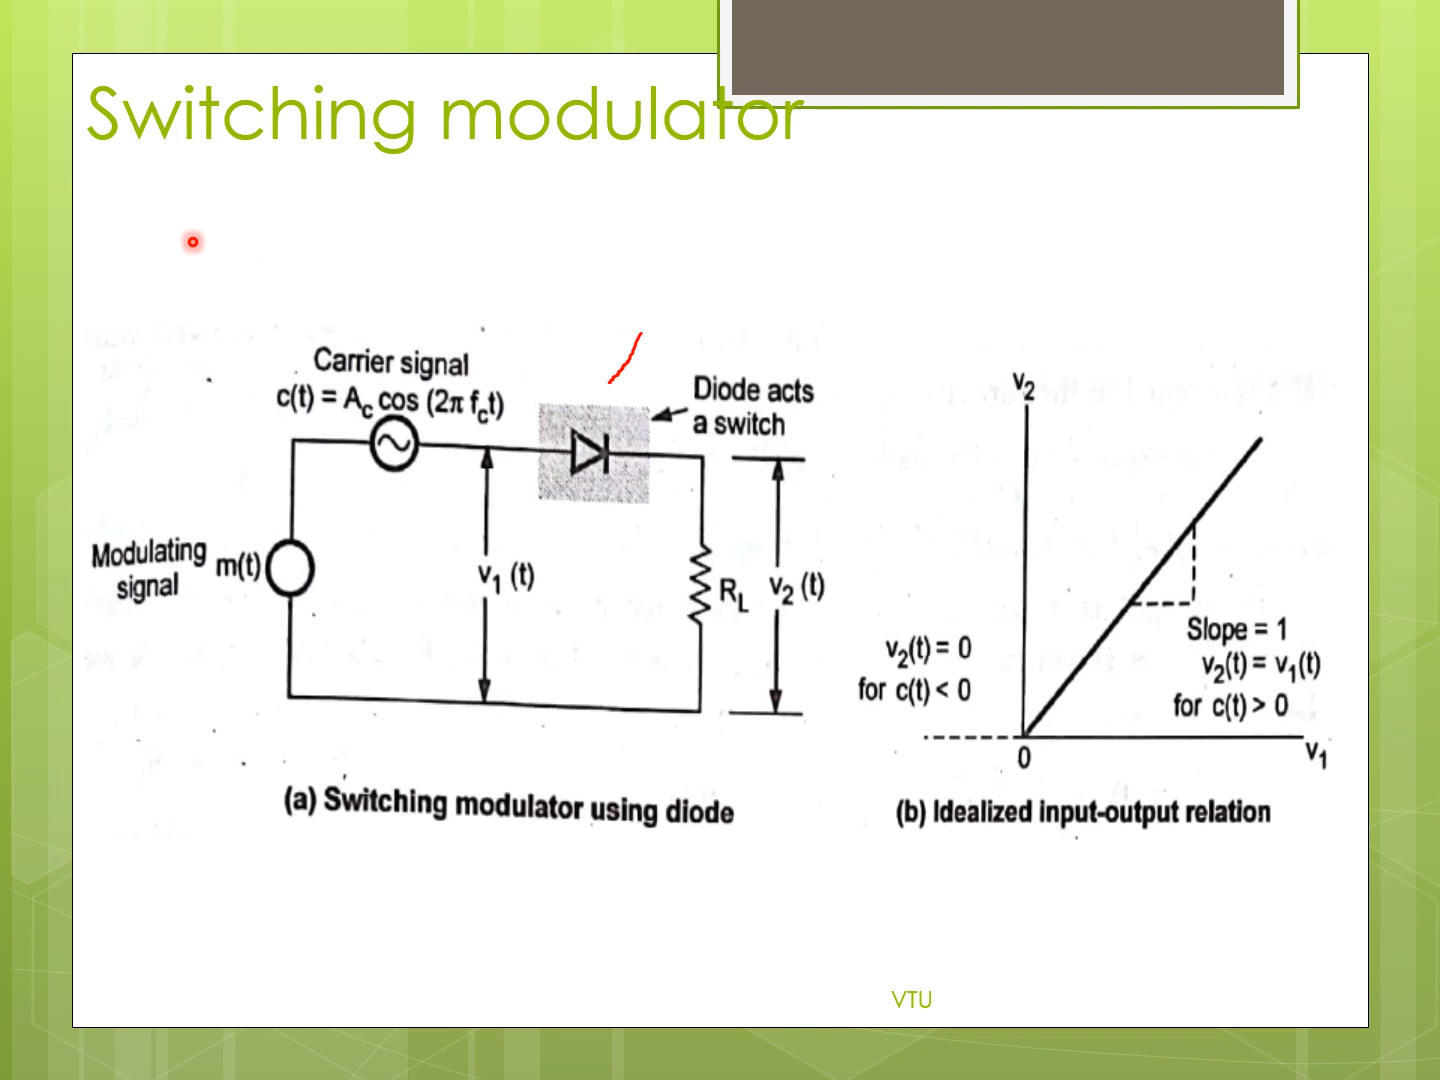 Switching modulator
Carrier signal
c(t) = A_c cos (2π f_c t)
Diode acts
a switch
Modulating
signal
m(t)
v₁ (t)
R_L
v₂ (t)
(a) Switching modulator using diode
v₂
v₂(t) = 0
for c(t) < 0
Slope = 1
v₂(t) = v₁(t)
for c(t) > 0
0
v₁
(b) Idealized input-output relation
VTU